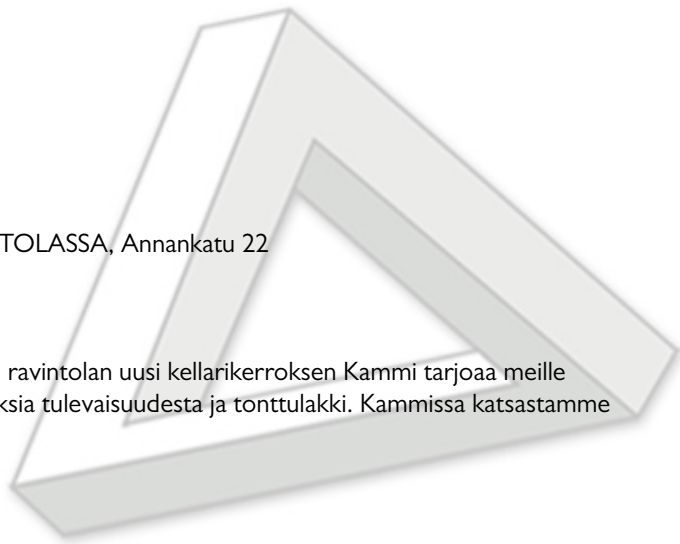 TOLASSA, Annankatu 22
ravintolan uusi kellarikerroksen Kammi tarjoaa meille
ksia tulevaisuudesta ja tonttulakki. Kammissa katsastamme